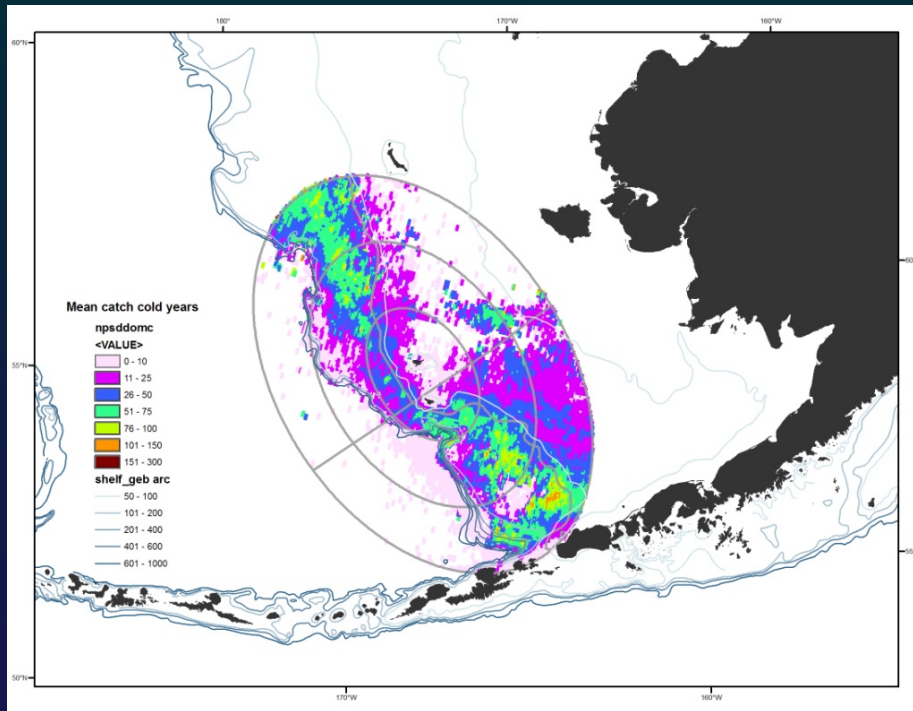 180°
170°W
160°W
60°N
60°
Mean catch cold years
npsddomc
<VALUE>
0 - 10
11 - 25
26 - 50
51 - 75
76 - 100
101 - 150
151 - 300
shelf_geb arc
50 - 100
101 - 200
201 - 400
401 - 600
601 - 1000
55°N
55°
50°N
170°W
160°W